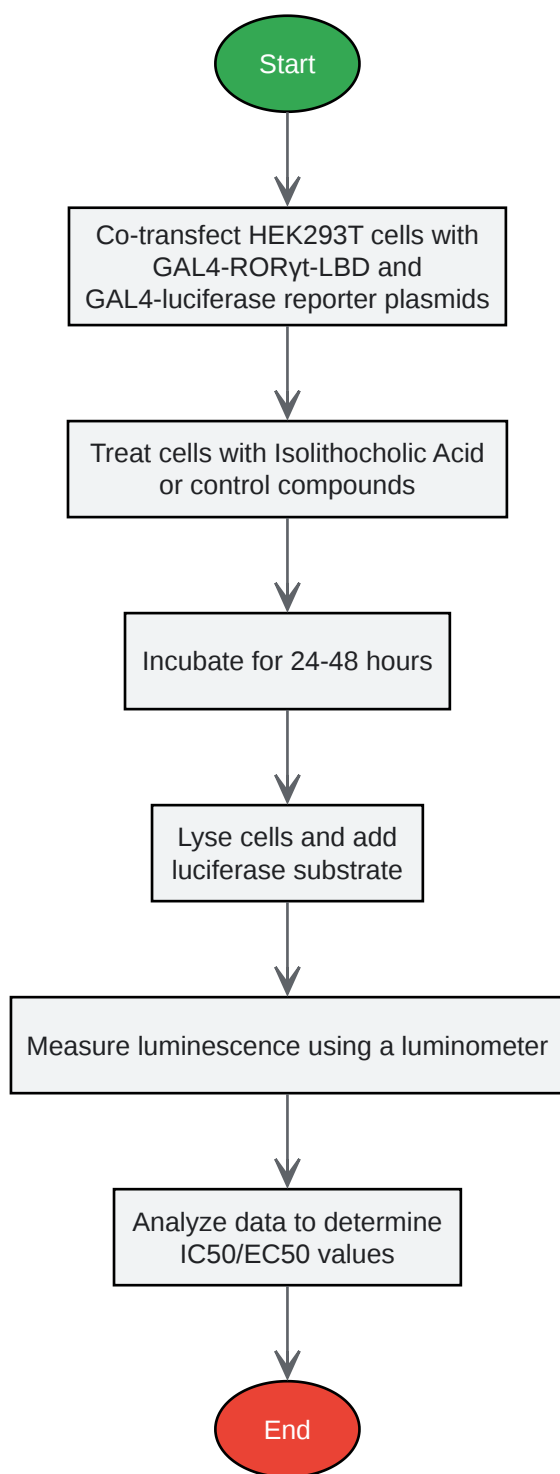 Start
Co-transfect HEK293T cells with
GAL4-RORγt-LBD and
GAL4-luciferase reporter plasmids
Treat cells with Isolithocholic Acid
or control compounds
Incubate for 24-48 hours
Lyse cells and add
luciferase substrate
Measure luminescence using a luminometer
Analyze data to determine
IC50/EC50 values
End